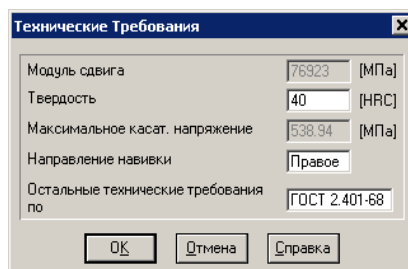 Технические Требования
Модуль сдвига 76923 [МПа]
Твердость 40 [HRC]
Максимальное касат. напряжение 538.94 [МПа]
Направление навивки Правое
Остальные технические требования
по ГОСТ 2.401-68
OK Отмена Справка